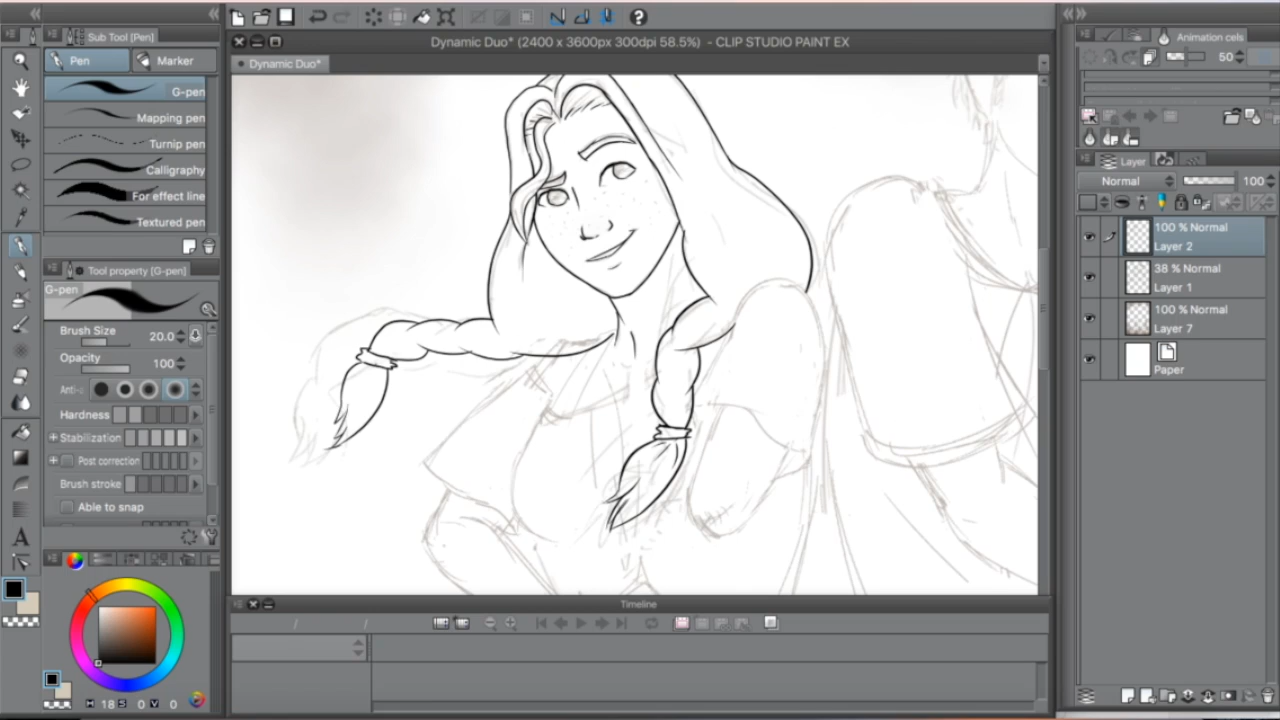 Sub Tool [Pen]
Pen
Marker
G-pen
Mapping pen
Turnip pen
Calligraphy
For effect line
Textured pen
Tool property [G-pen]
G-pen
Brush Size 20.0
Opacity 100
Hardness
Stabilization
Post correction
Brush stroke
Able to snap
H 18 S 0 V 0
Dynamic Duo* (2400 x 3600px 300dpi 58.5%) - CLIP STUDIO PAINT EX
Dynamic Duo*
Timeline
/ /
Animation cels
50
Layer
Normal 100
100 % Normal
Layer 2
38 % Normal
Layer 1
100 % Normal
Layer 7
Paper